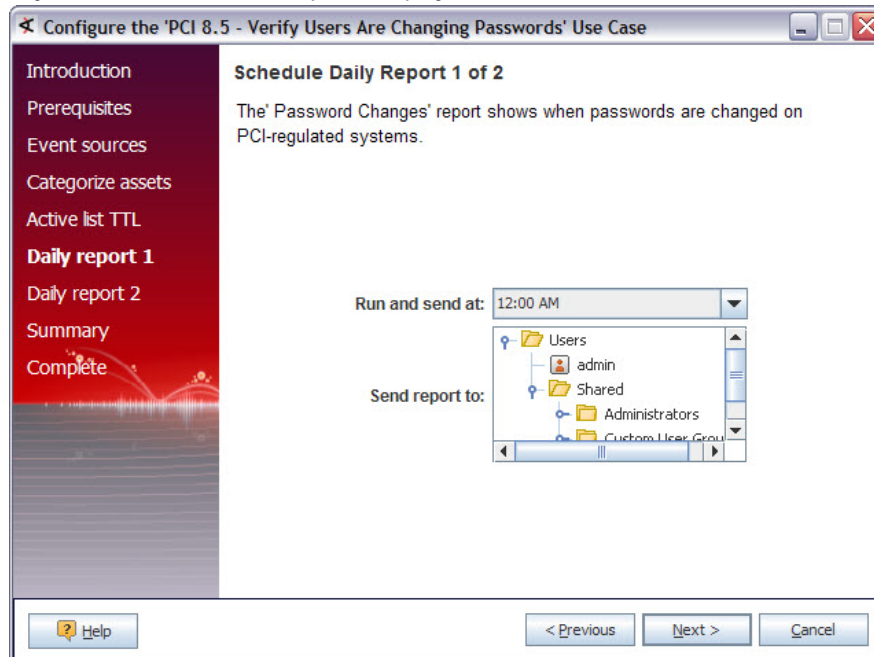 Configure the 'PCI 8.5 - Verify Users Are Changing Passwords' Use Case
Introduction
Prerequisites
Event sources
Categorize assets
Active list TTL
Daily report 1
Daily report 2
Summary
Complete
Schedule Daily Report 1 of 2
The' Password Changes' report shows when passwords are changed on
PCI-regulated systems.
Run and send at: 12:00 AM
Send report to:
Users
admin
Shared
Administrators
Custom User Grou
Help
< Previous
Next >
Cancel